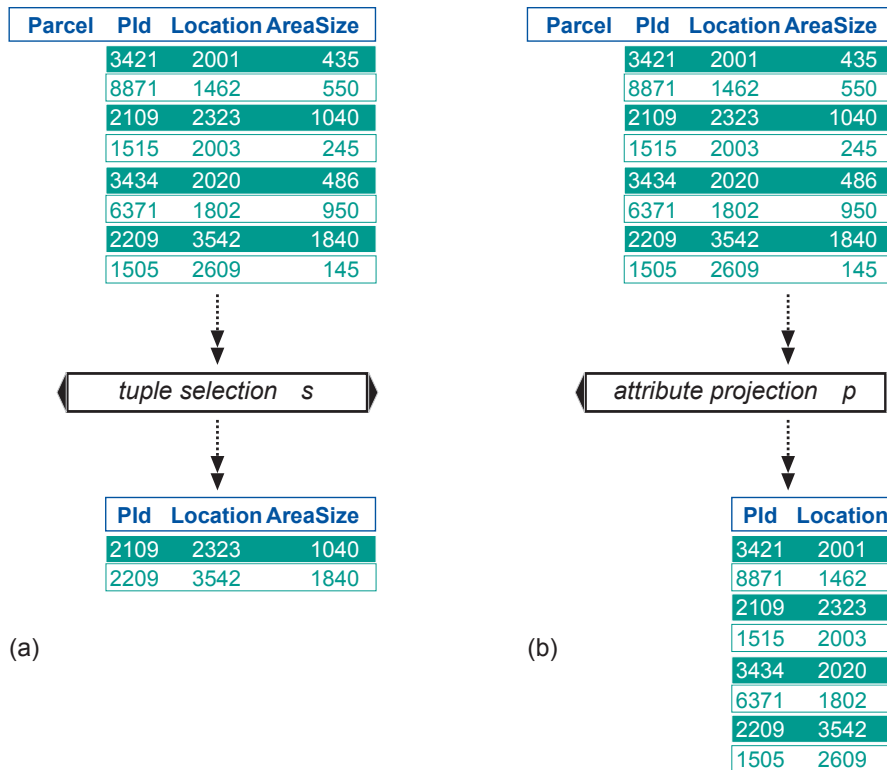 Parcel PId Location AreaSize
3421 2001 435
8871 1462 550
2109 2323 1040
1515 2003 245
3434 2020 486
6371 1802 950
2209 3542 1840
1505 2609 145
tuple selection s
PId Location AreaSize
2109 2323 1040
2209 3542 1840
(a)
Parcel PId Location AreaSize
3421 2001 435
8871 1462 550
2109 2323 1040
1515 2003 245
3434 2020 486
6371 1802 950
2209 3542 1840
1505 2609 145
attribute projection p
PId Location
3421 2001
8871 1462
2109 2323
1515 2003
3434 2020
6371 1802
2209 3542
1505 2609
(b)